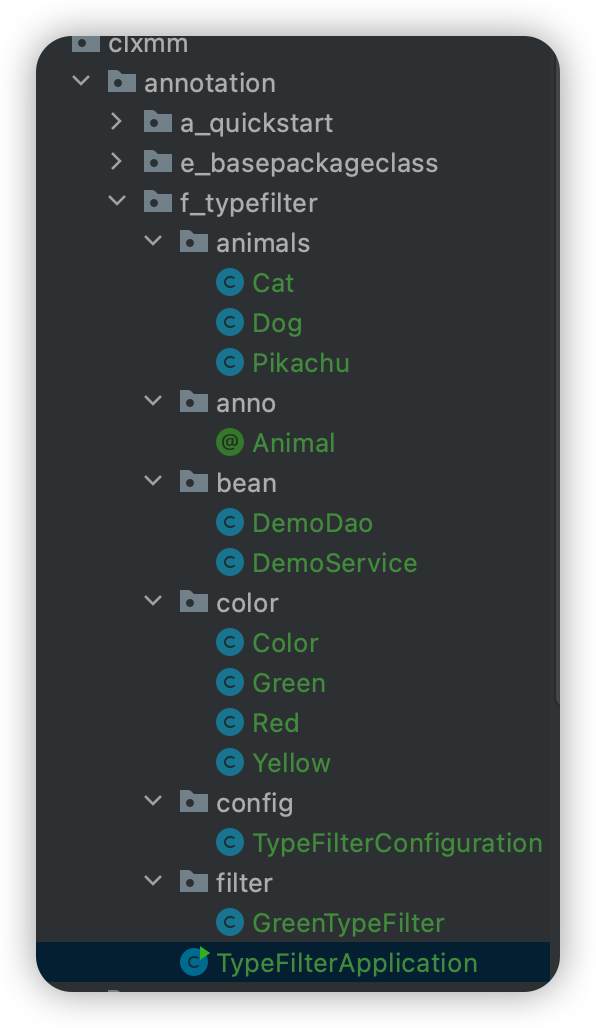 clxmm
annotation
a_quickstart
e_basepackageclass
f_typefilter
animals
Cat
Dog
Pikachu
anno
Animal
bean
DemoDao
DemoService
color
Color
Green
Red
Yellow
config
TypeFilterConfiguration
filter
GreenTypeFilter
TypeFilterApplication